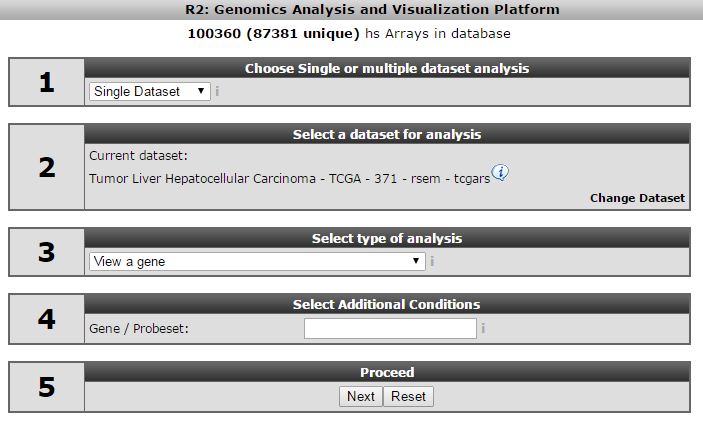 R2: Genomics Analysis and Visualization Platform
100360 (87381 unique) hs Arrays in database
1
Choose Single or multiple dataset analysis
Single Dataset ▼ i
2
Select a dataset for analysis
Current dataset:
Tumor Liver Hepatocellular Carcinoma - TCGA - 371 - rsem - tcgars i
Change Dataset
3
Select type of analysis
View a gene ▼ i
4
Select Additional Conditions
Gene / Probeset: i
5
Proceed
Next Reset